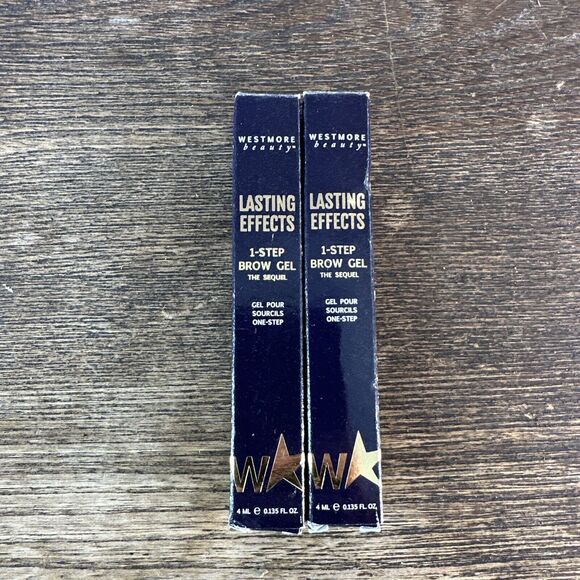 WESTMORE
beauty™
LASTING
EFFECTS
1-STEP
BROW GEL
THE SEQUEL
GEL POUR
SOURCILS
ONE-STEP
W
4 ML ℮ 0.135 FL. OZ.
WESTMORE
beauty™
LASTING
EFFECTS
1-STEP
BROW GEL
THE SEQUEL
GEL POUR
SOURCILS
ONE-STEP
W
4 ML ℮ 0.135 FL. OZ.